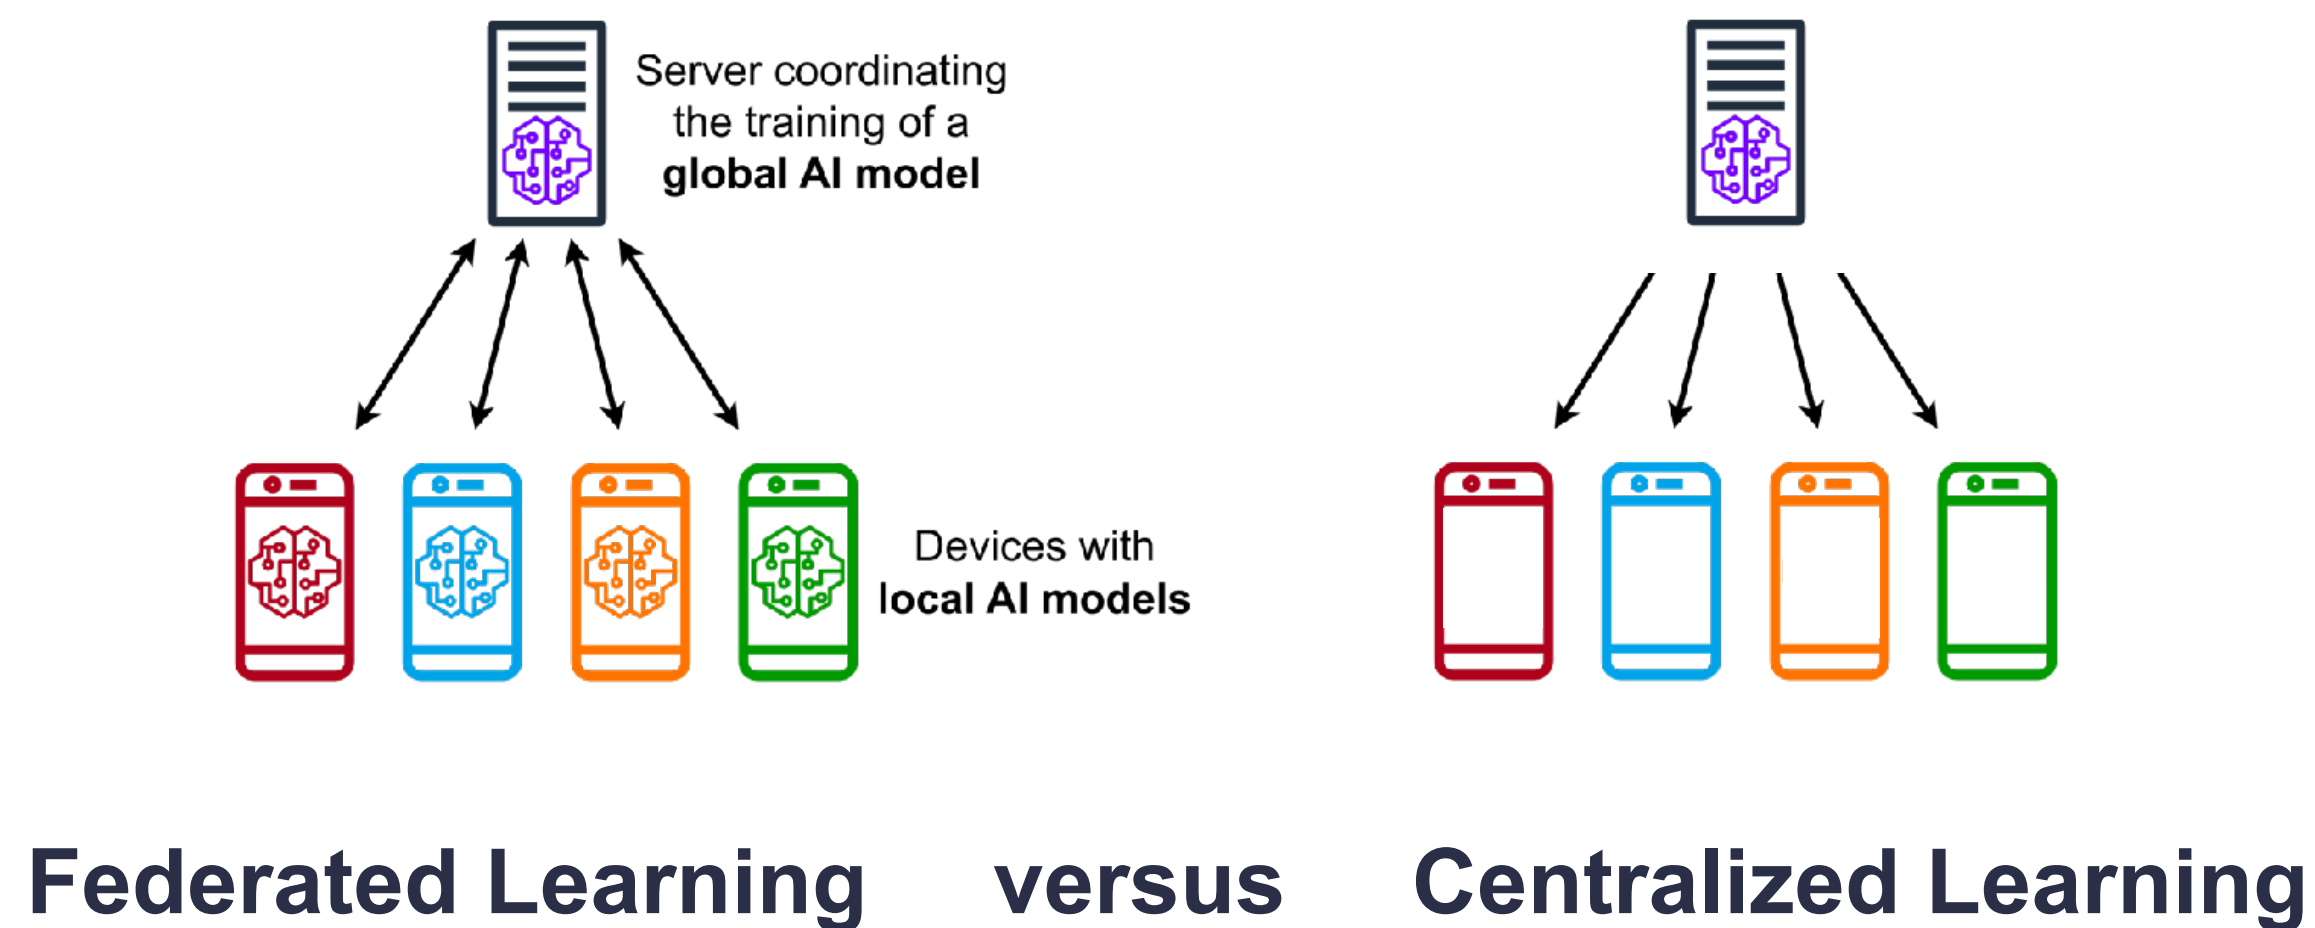 Server coordinating
the training of a
global AI model
Devices with
local AI models
Federated Learning versus Centralized Learning